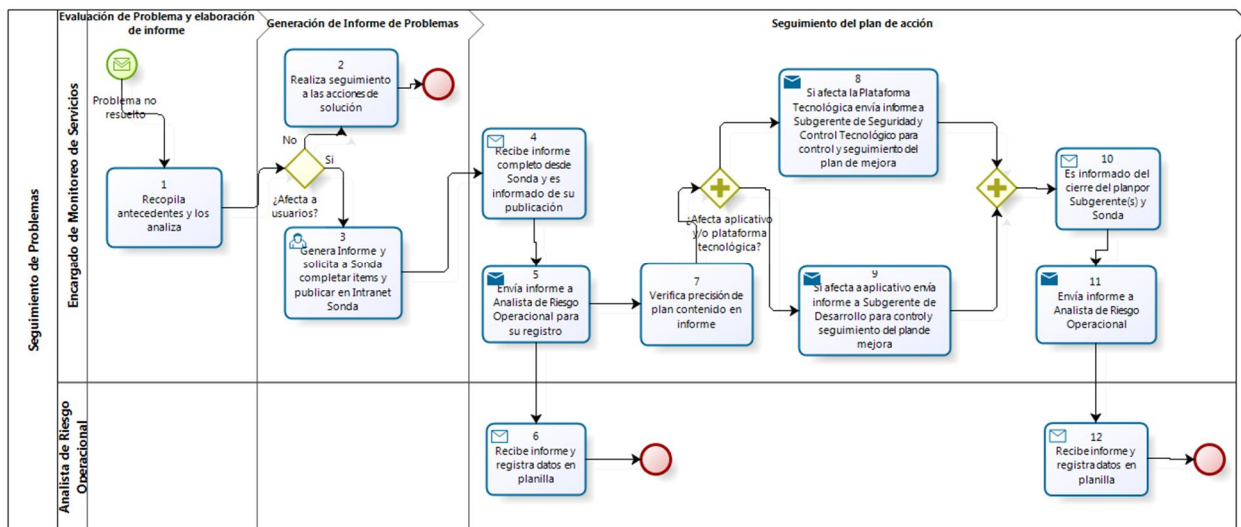 Evaluación de Problema y elaboración
de informe
Generación de Informe de Problemas
Seguimiento del plan de acción
Seguimiento de Problemas
Encargado de Monitoreo de Servicios
Problema no
resuelto
1
Recopila
antecedentes y los
analiza
2
Realiza seguimiento
a las acciones de
solución
No
Si
¿Afecta a
usuarios?
3
Genera Informe y
solicita a Sonda
completar items y
publicar en Intranet
Sonda
4
Recibe informe
completo desde
Sonda y es
informado de su
publicación
5
Envía informe a
Analista de Riesgo
Operacional para
su registro
7
Verifica precisión de
plan contenido en
informe
¿Afecta aplicativo
y/o plataforma
tecnológica?
8
Si afecta la Plataforma
Tecnológica envía informe a
Subgerente de Seguridad y
Control Tecnológico para
control y seguimiento del
plan de mejora
9
Si afecta a aplicativo envía
informe a Subgerente de
Desarrollo para control y
seguimiento del plan de
mejora
10
Es informado del
cierre del plan por
Subgerente(s) y
Sonda
11
Envía informe a
Analista de Riesgo
Operacional
Analista de Riesgo
Operacional
6
Recibe informe y
registra datos en
planilla
12
Recibe informe y
registra datos en
planilla